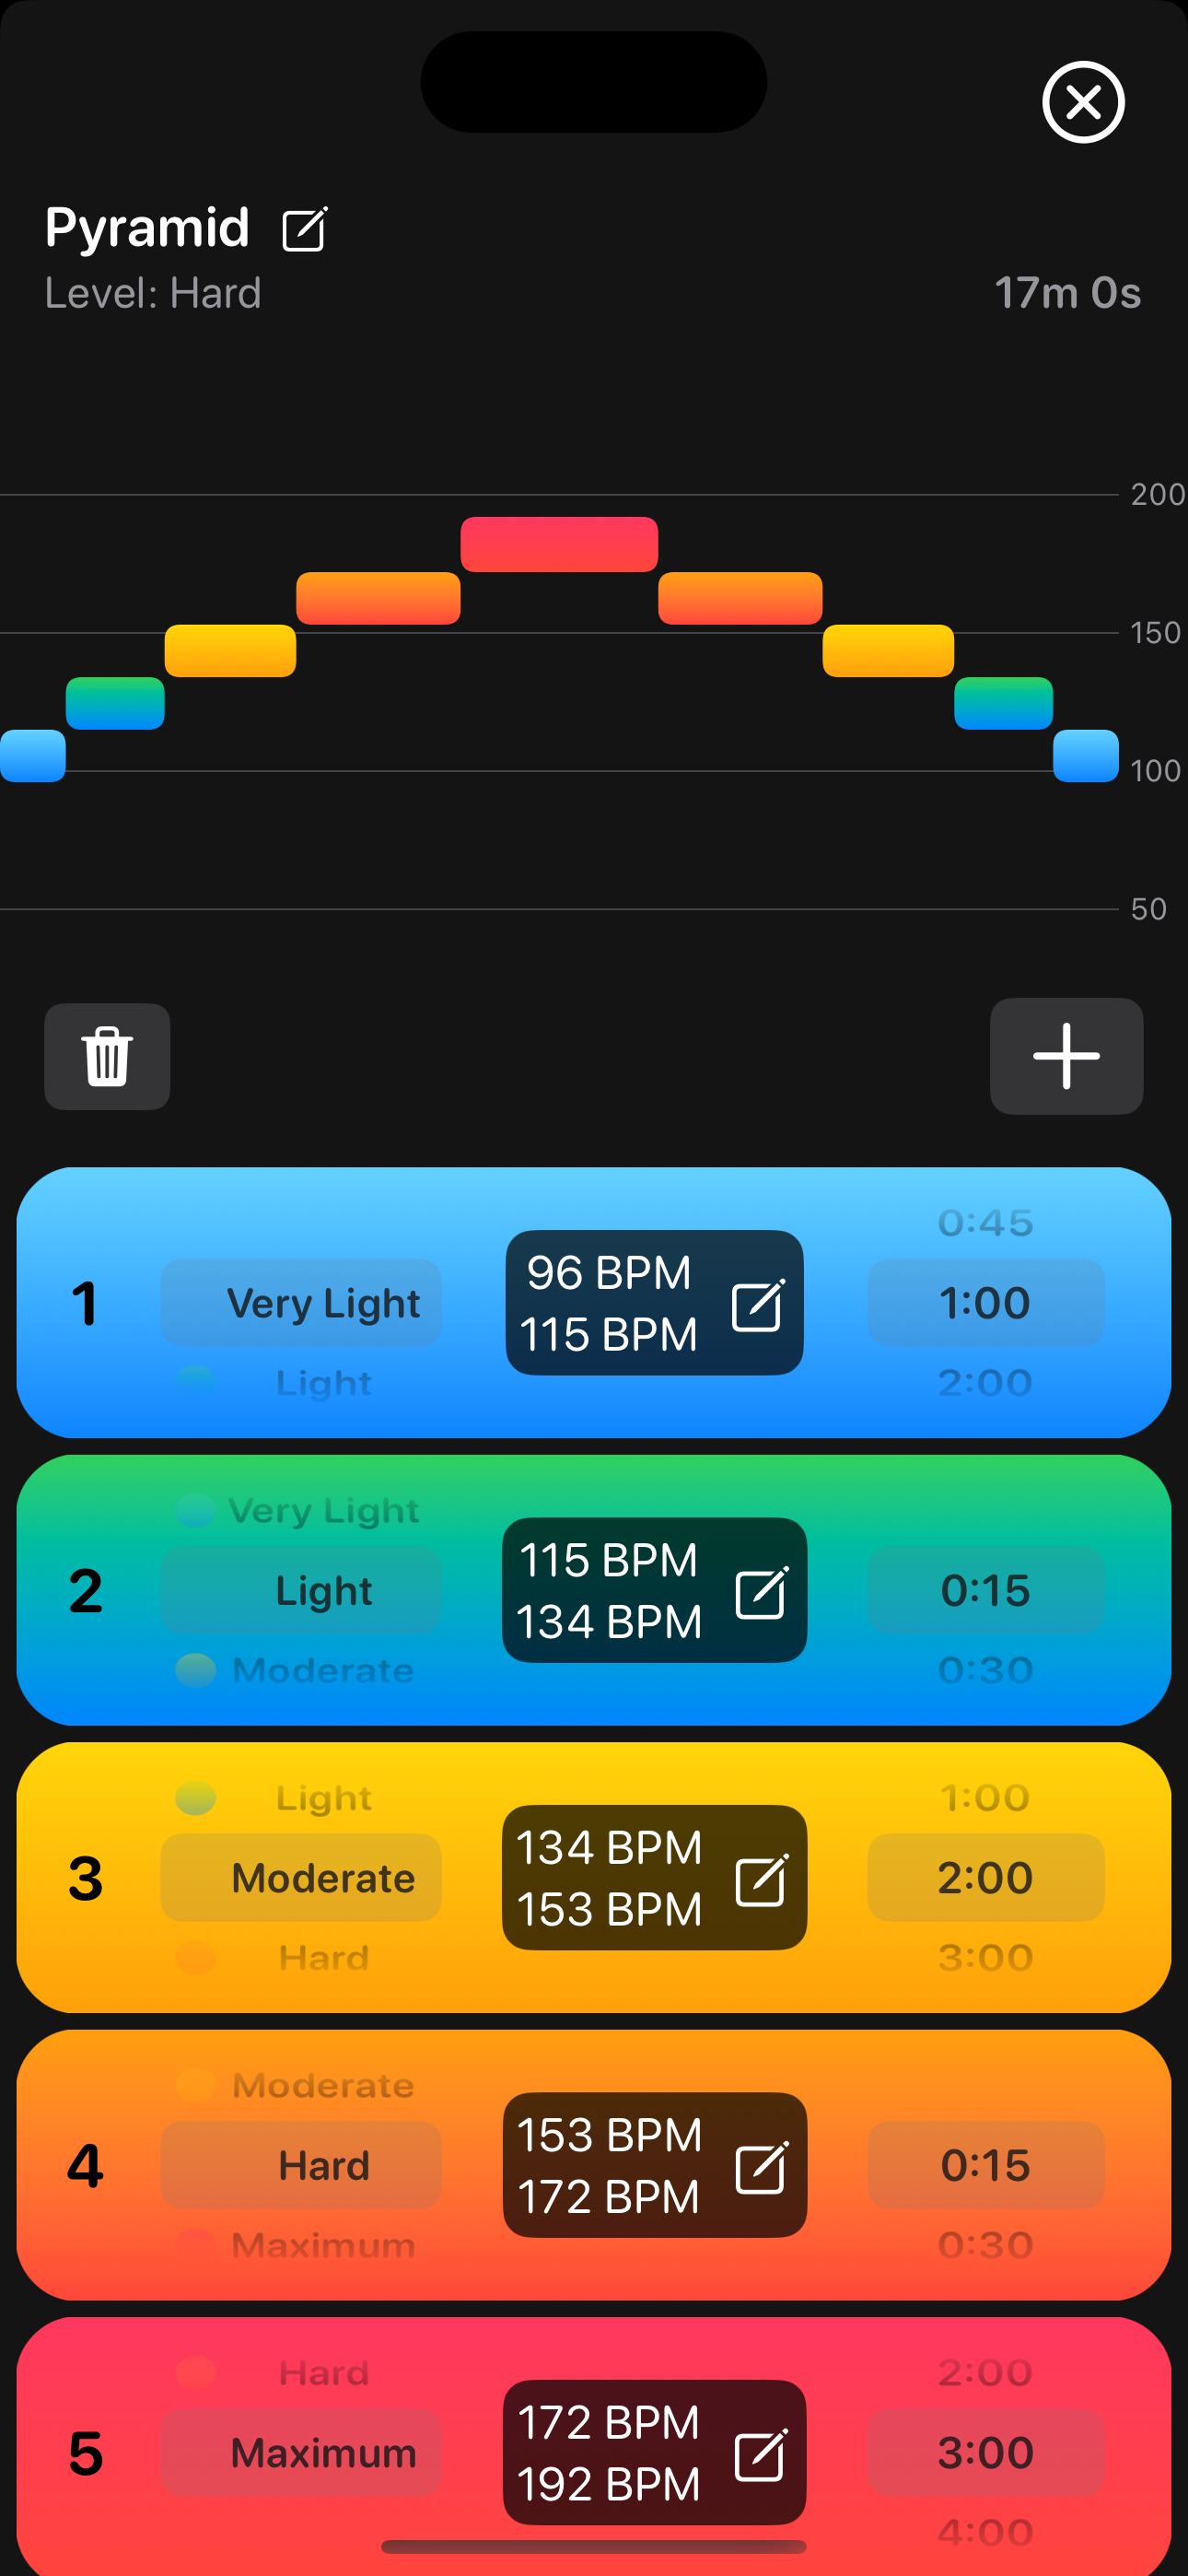 Pyramid
Level: Hard
17m 0s
200
150
100
50
0:45
1
Very Light
96 BPM
115 BPM
1:00
Light
2:00
Very Light
2
Light
115 BPM
134 BPM
0:15
Moderate
0:30
Light
1:00
3
Moderate
134 BPM
153 BPM
2:00
Hard
3:00
Moderate
4
Hard
153 BPM
172 BPM
0:15
Maximum
0:30
Hard
2:00
5
Maximum
172 BPM
192 BPM
3:00
4:00